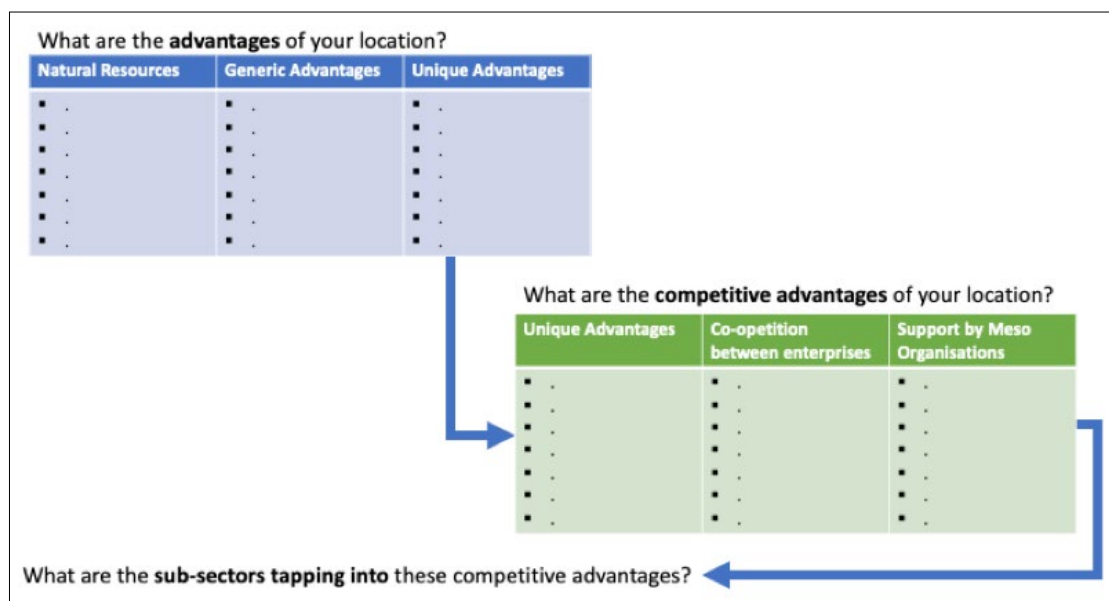 What are the advantages of your location?
Natural Resources Generic Advantages Unique Advantages
▪ . ▪ . ▪ .
▪ . ▪ . ▪ .
▪ . ▪ . ▪ .
▪ . ▪ . ▪ .
▪ . ▪ . ▪ .
▪ . ▪ . ▪ .
▪ . ▪ . ▪ .
What are the competitive advantages of your location?
Unique Advantages Co-opetition Support by Meso
between enterprises Organisations
▪ . ▪ . ▪ .
▪ . ▪ . ▪ .
▪ . ▪ . ▪ .
▪ . ▪ . ▪ .
▪ . ▪ . ▪ .
▪ . ▪ . ▪ .
▪ . ▪ . ▪ .
What are the sub-sectors tapping into these competitive advantages?